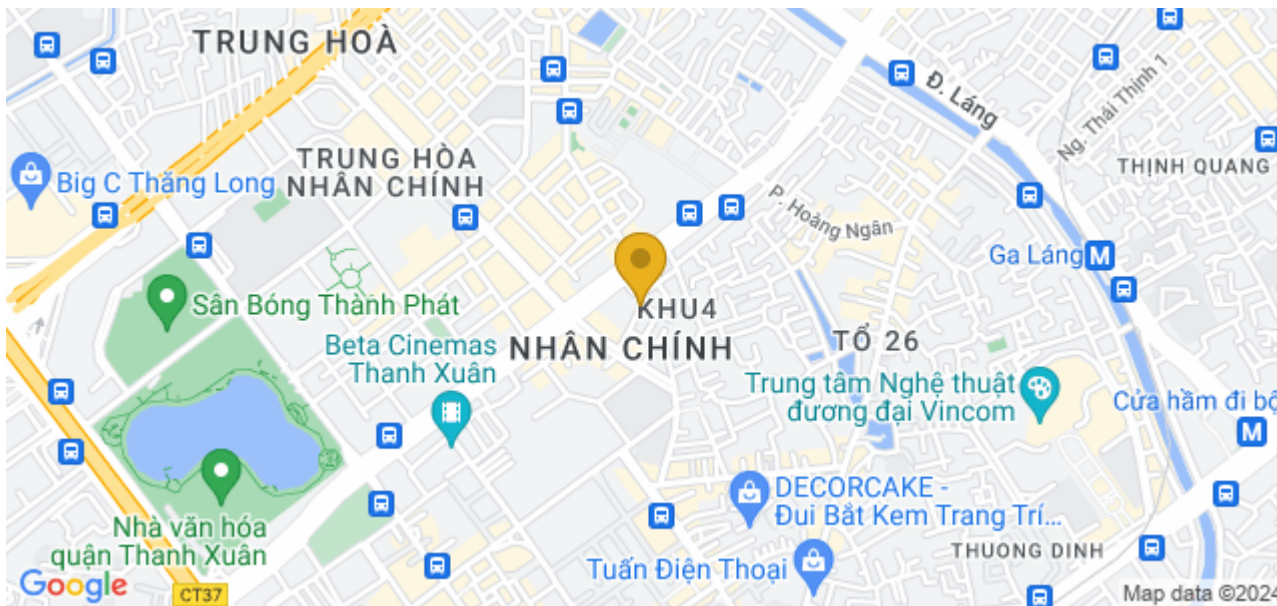 TRUNG HOÀ
Đ. Láng
Ng. Thái Thịnh 1
TRUNG HÒA
NHÂN CHÍNH
THỊNH QUANG
Big C Thăng Long
P. Hoàng Ngân
Ga Láng
M
Sân Bóng Thành Phát
KHU4
Beta Cinemas
Thanh Xuân
NHÂN CHÍNH
TỔ 26
Trung tâm Nghệ thuật
đương đại Vincom
Cửa hầm đi bộ
M
DECORCAKE -
Đui Bắt Kem Trang Trí...
Nhà văn hóa
quận Thanh Xuân
THUONG DINH
Tuấn Điện Thoại
Google
CT37
Map data ©2024